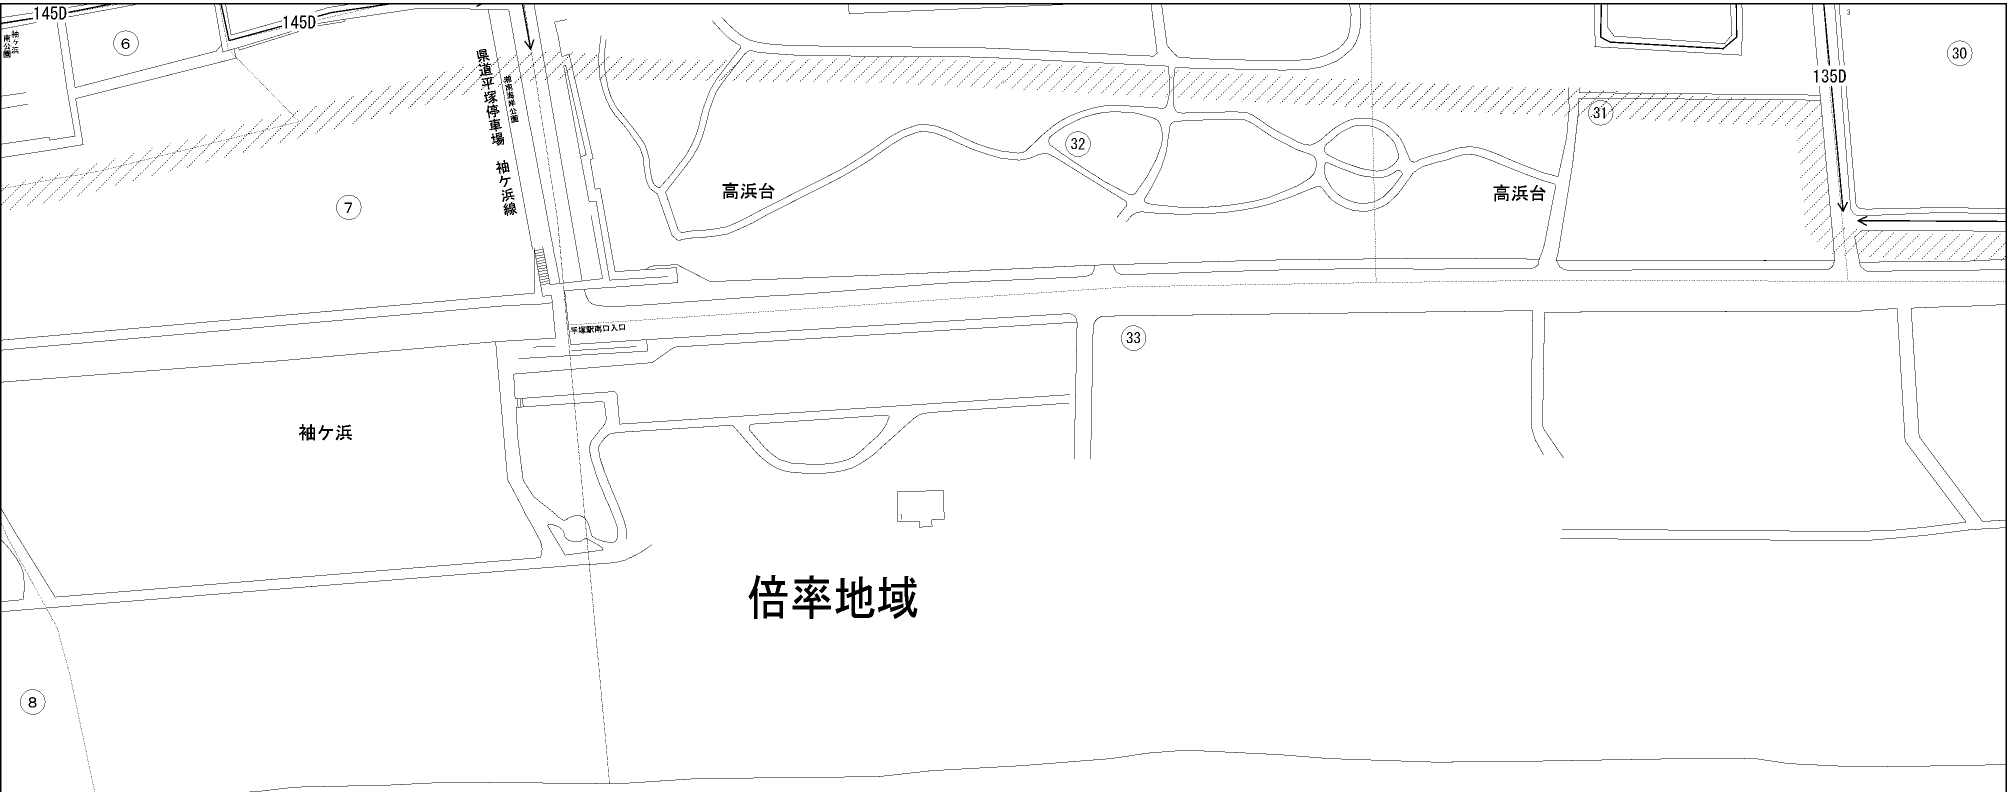 145D
145D
⑥
袖ケ浜
南公園
県道平塚停車場 袖ケ浜線
湘南海岸公園
3
㉚
135D
㉛
㉜
高浜台
高浜台
⑦
平塚駅南口入口
㉝
袖ケ浜
1
倍率地域
⑧